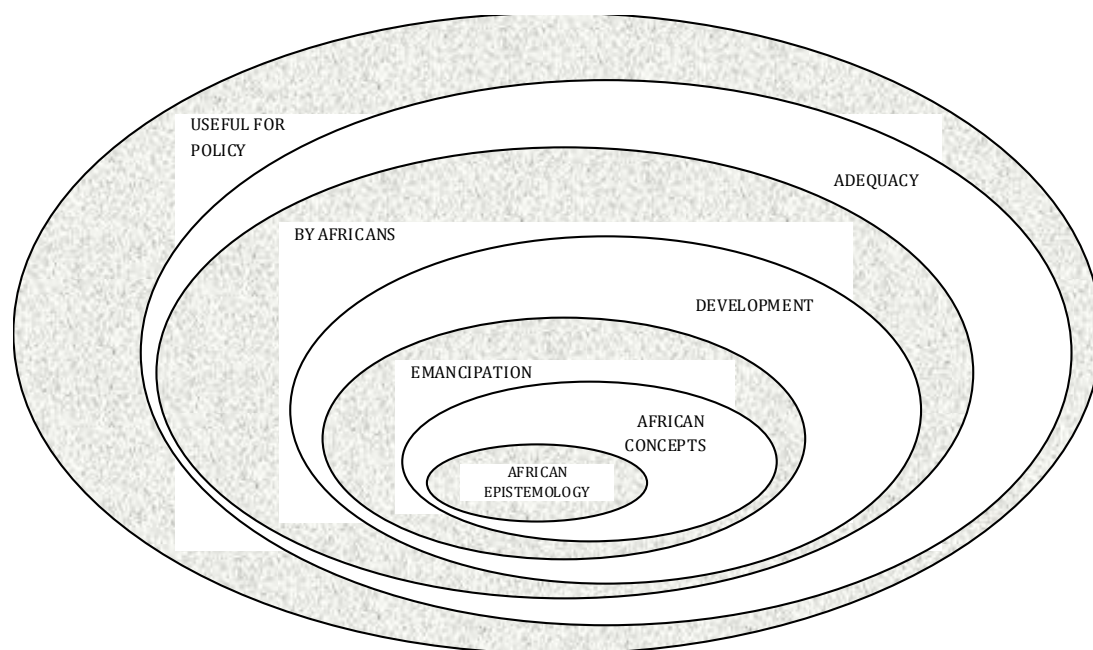 USEFUL FOR
POLICY
ADEQUACY
BY AFRICANS
DEVELOPMENT
EMANCIPATION
AFRICAN
CONCEPTS
AFRICAN
EPISTEMOLOGY